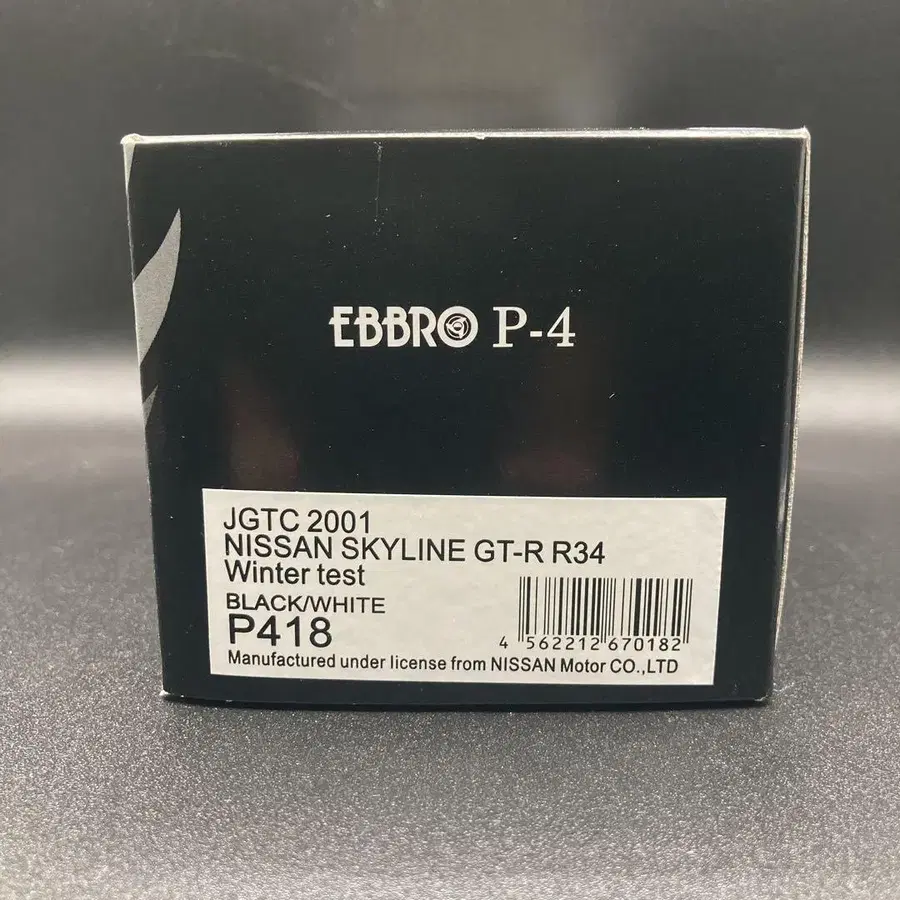 EBBRO P-4
JGTC 2001
NISSAN SKYLINE GT-R R34
Winter test
BLACK/WHITE
P418
4 562212 670182
Manufactured under license from NISSAN Motor CO.,LTD